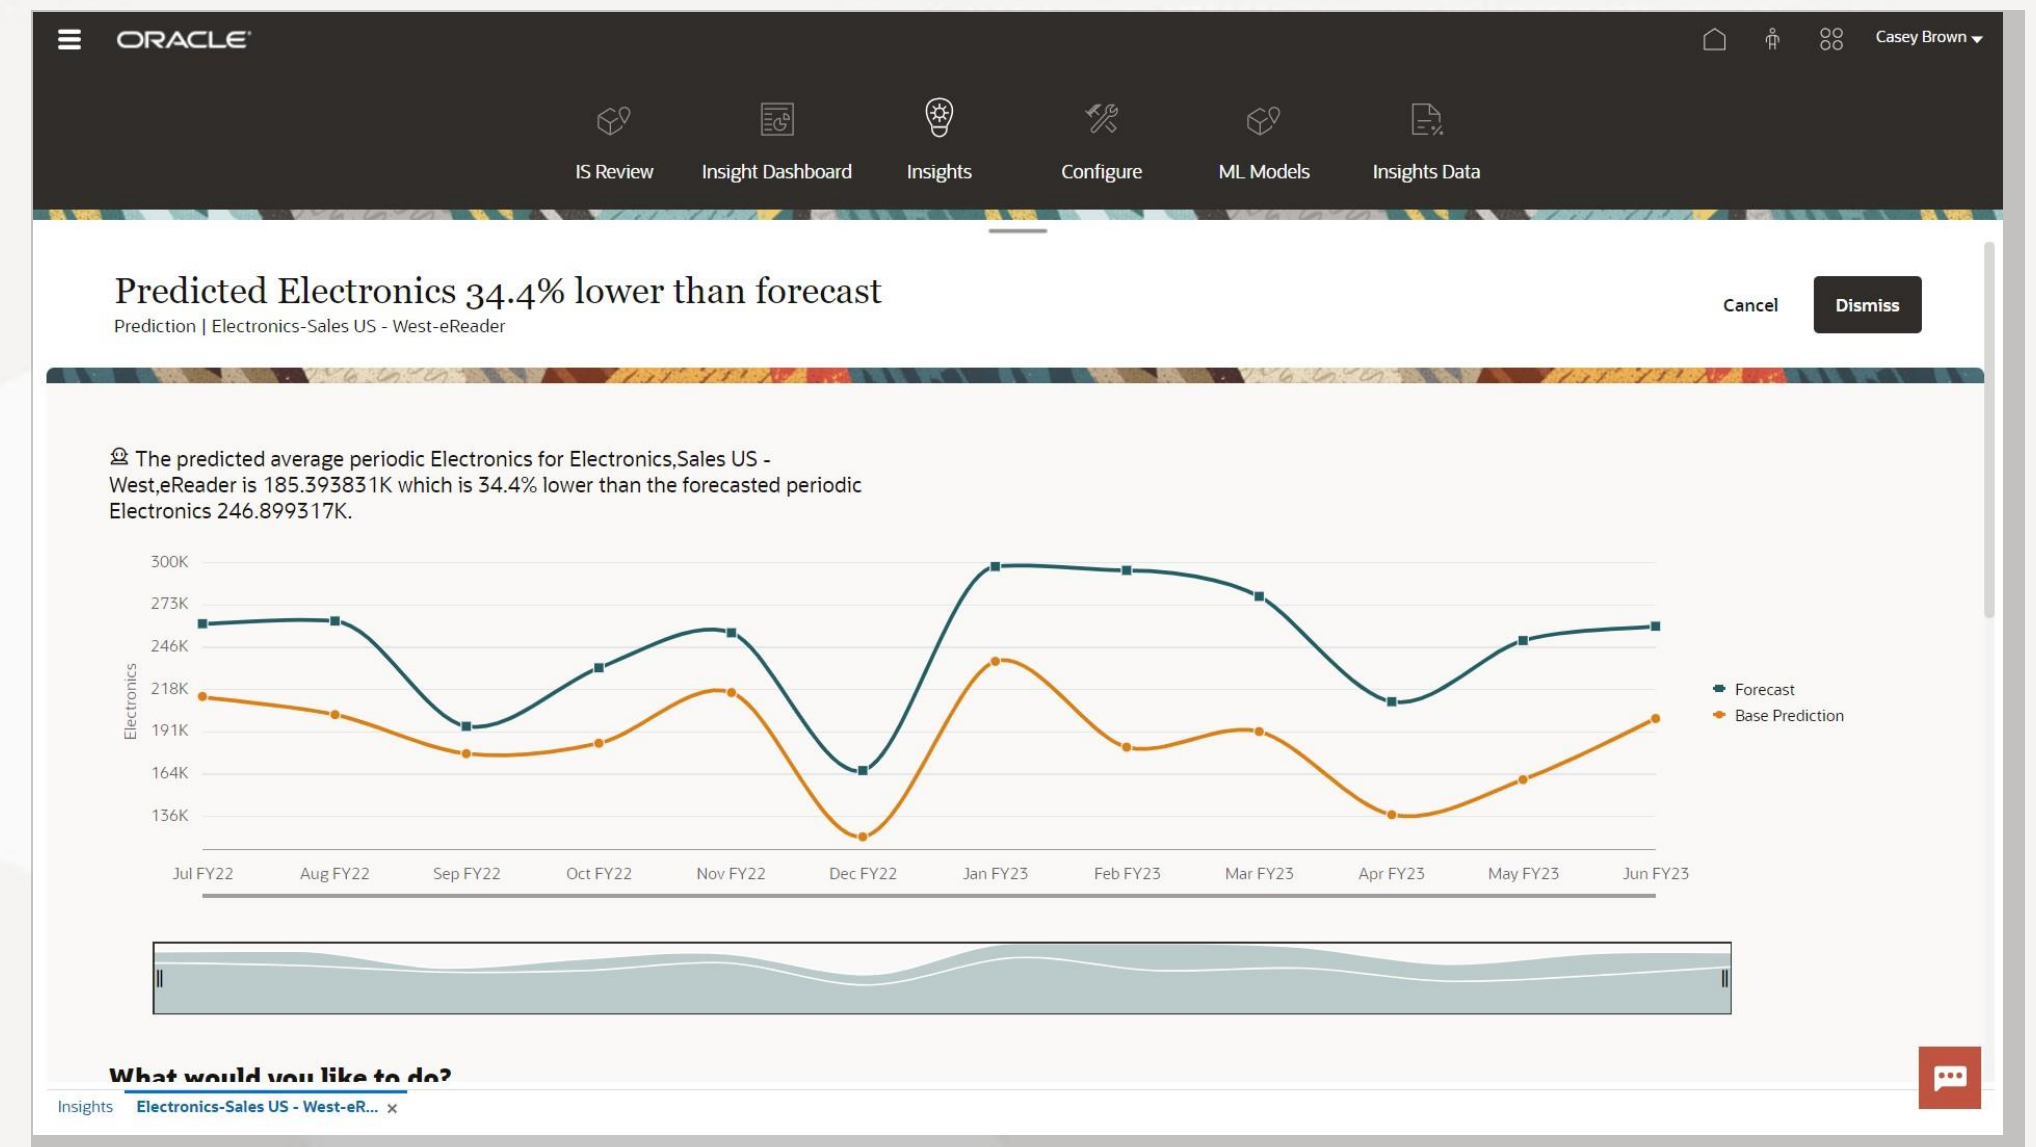 ORACLE
Casey Brown
IS Review
Insight Dashboard
Insights
Configure
ML Models
Insights Data
Predicted Electronics 34.4% lower than forecast
Prediction | Electronics-Sales US - West-eReader
Cancel
Dismiss
The predicted average periodic Electronics for Electronics,Sales US -
West,eReader is 185.393831K which is 34.4% lower than the forecasted periodic
Electronics 246.899317K.
300K
273K
246K
218K
191K
164K
136K
Electronics
Jul FY22
Aug FY22
Sep FY22
Oct FY22
Nov FY22
Dec FY22
Jan FY23
Feb FY23
Mar FY23
Apr FY23
May FY23
Jun FY23
Forecast
Base Prediction
What would you like to do?
Insights
Electronics-Sales US - West-eR... ×